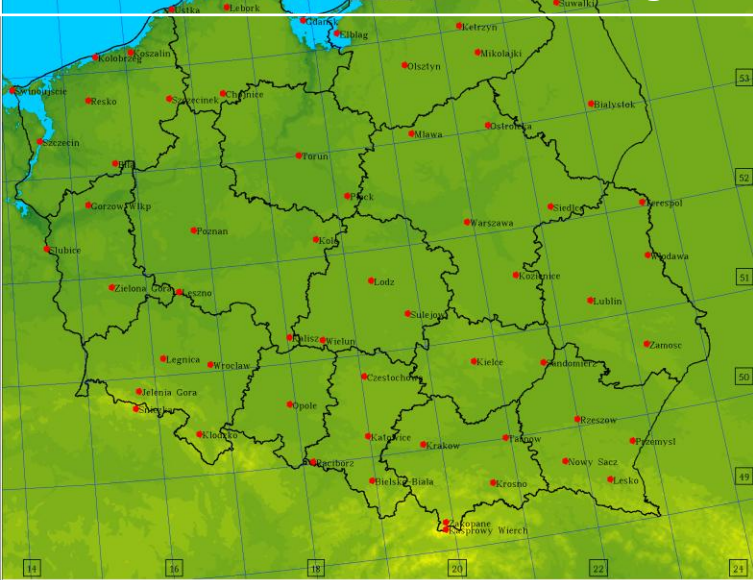 Ustka
Lebork
Suwalki
Gdansk
Elblag
Ketrzyn
Kolobrzeg
Koszalin
Olsztyn
Mikolajki
53
Swinoujscie
Resko
Szczecinek
Chojnice
Bialystok
Szczecin
Torun
Mlawa
Ostroleka
Pila
52
Gorzow Wlkp
Plock
Siedlce
Terespol
Slubice
Poznan
Kolo
Warszawa
Wlodawa
Zielona Gora
Leszno
Lodz
Kozienice
51
Lublin
Sulejow
Kalisz
Wielun
Zamosc
Legnica
Wroclaw
Kielce
Sandomierz
50
Jelenia Gora
Czestochowa
Sniezka
Opole
Rzeszow
Klodzko
Katowice
Krakow
Tarnow
Przemysl
Raciborz
Nowy Sacz
49
Bielsko-Biala
Krosno
Lesko
Zakopane
Kasprowy Wierch
14
16
18
20
22
24